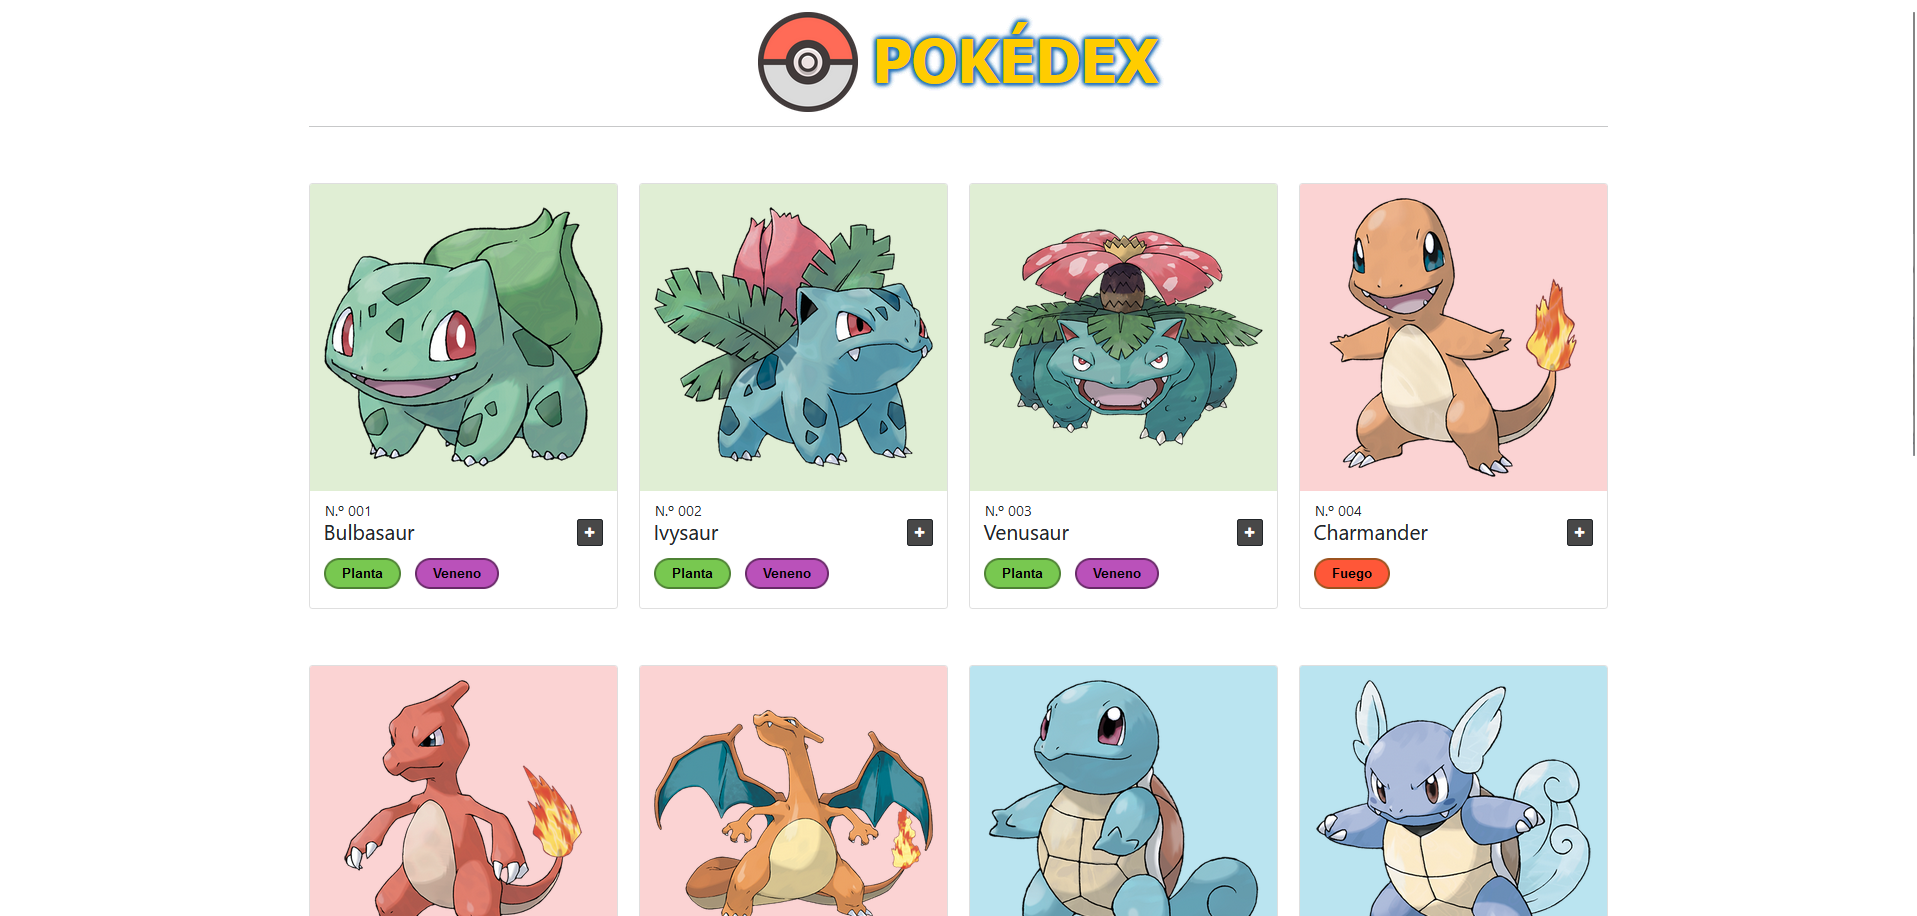 POKÉDEX
N.º 001
Bulbasaur
+
Planta Veneno
N.º 002
Ivysaur
+
Planta Veneno
N.º 003
Venusaur
+
Planta Veneno
N.º 004
Charmander
+
Fuego